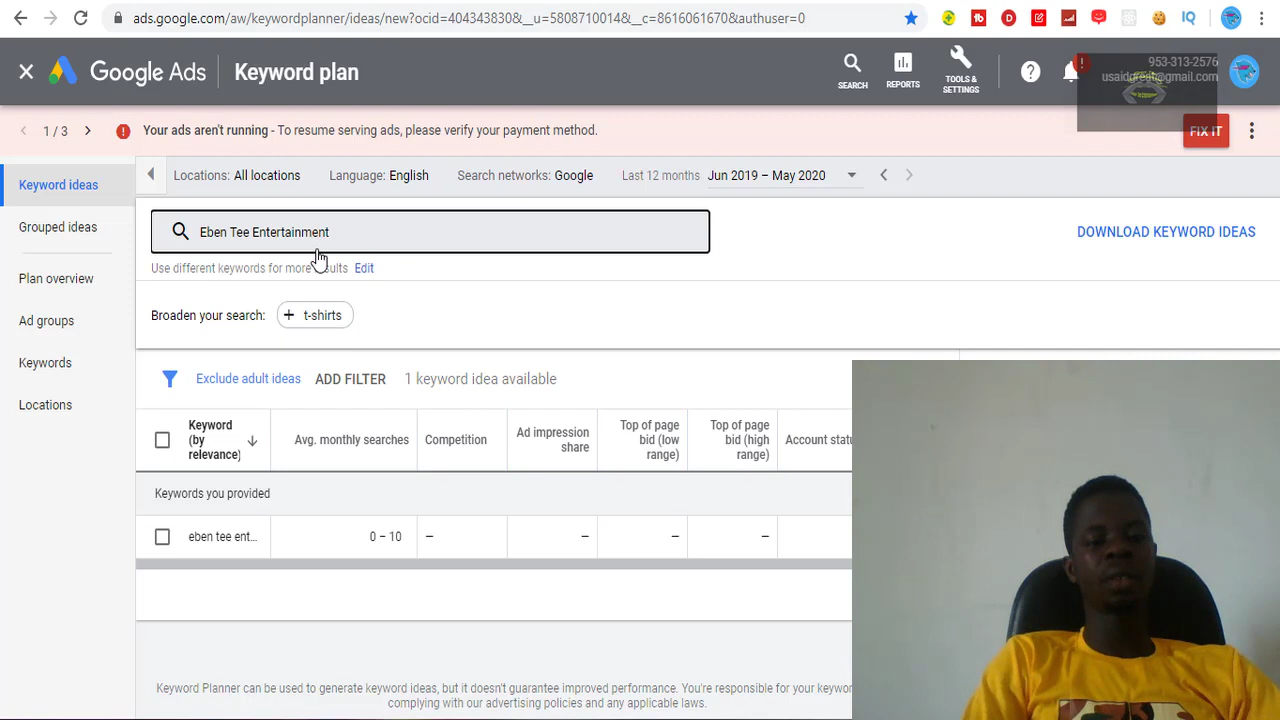 ads.google.com/aw/keywordplanner/ideas/new?ocid=404343830&__u=5808710014&__c=8616061670&authuser=0
IQ
Google Ads
Keyword plan
SEARCH
REPORTS
TOOLS & SETTINGS
953-313-2576
1 / 3
Your ads aren't running - To resume serving ads, please verify your payment method.
FIX IT
Keyword ideas
Grouped ideas
Plan overview
Ad groups
Keywords
Locations
Locations: All locations
Language: English
Search networks: Google
Last 12 months
Jun 2019 – May 2020
Eben Tee Entertainment
DOWNLOAD KEYWORD IDEAS
Use different keywords for more results
Edit
Broaden your search:
+ t-shirts
Exclude adult ideas
ADD FILTER
1 keyword idea available
Keyword
(by
relevance)
Avg. monthly searches
Competition
Ad impression
share
Top of page
bid (low
range)
Top of page
bid (high
range)
Account statu
Keywords you provided
eben tee ent...
0 – 10
–
–
–
–
Keyword Planner can be used to generate keyword ideas, but it doesn't guarantee improved performance. You're responsible for your keywor
complying with our advertising policies and any applicable laws.